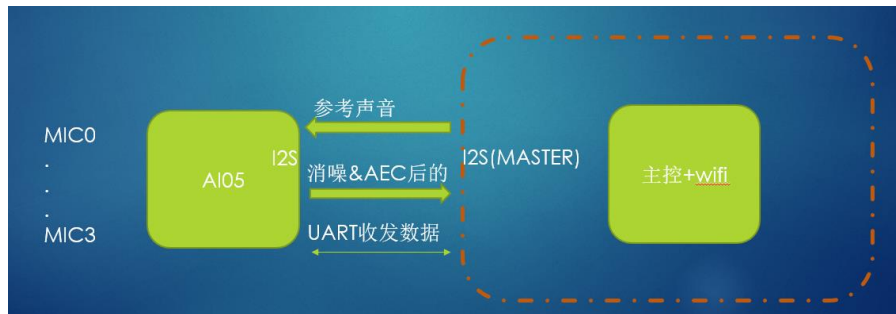 MIC0
.
.
.
MIC3
AI05
I2S
参考声音
消噪&AEC后的
UART收发数据
I2S(MASTER)
主控+wifi